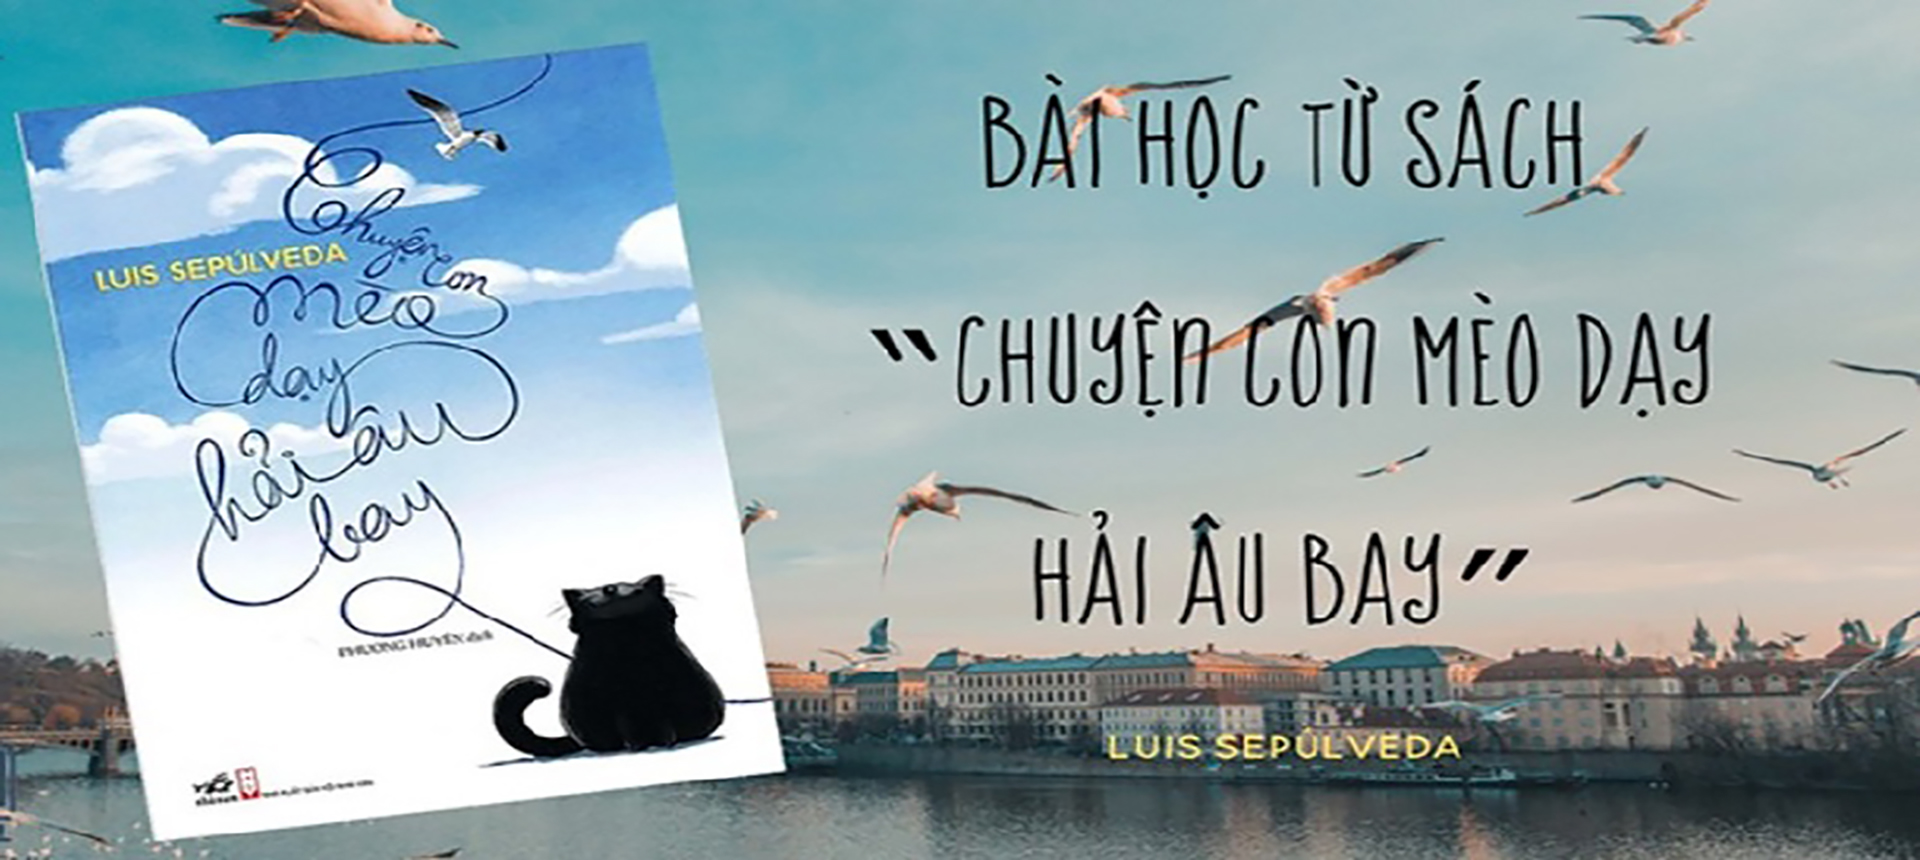 LUIS SEPÚLVEDA
Chuyện con
mèo
dạy
hải âu
bay
PHƯƠNG HUYÊN dịch
BÀI HỌC TỪ SÁCH
“CHUYỆN CON MÈO DẠY
HẢI ÂU BAY”
LUIS SEPÚLVEDA